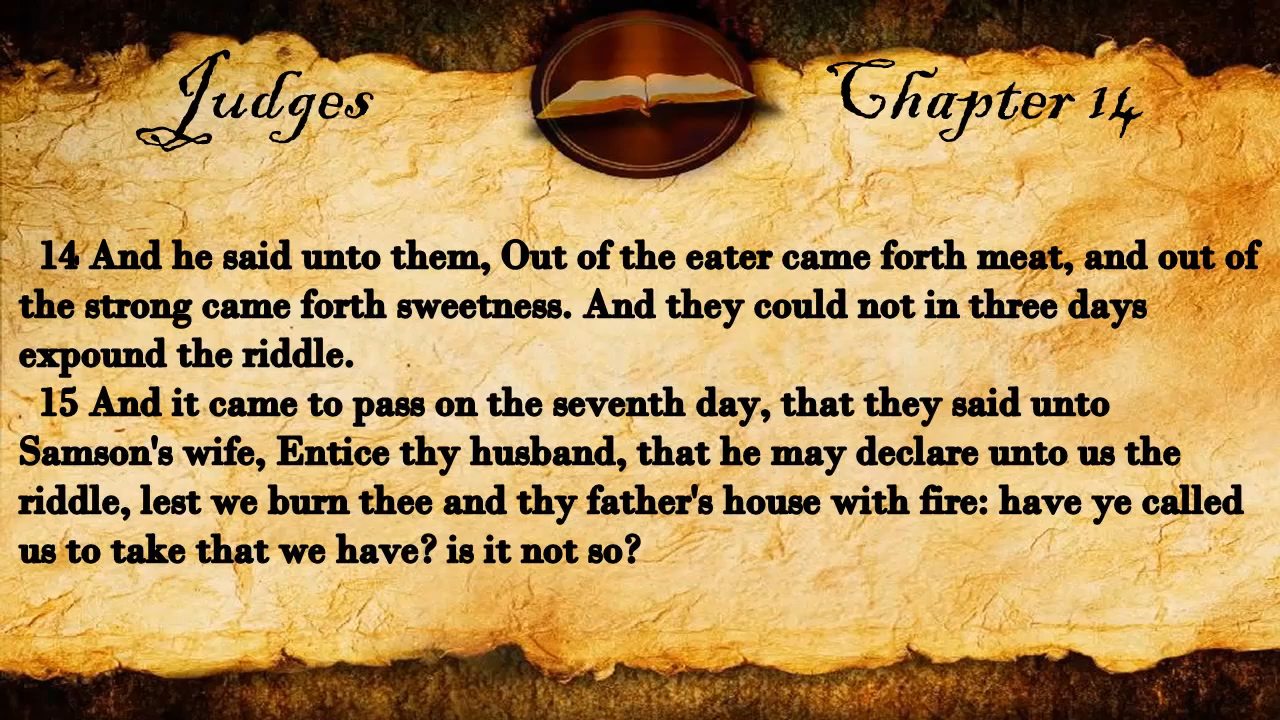 Judges
Chapter 14
14 And he said unto them, Out of the eater came forth meat, and out of
the strong came forth sweetness. And they could not in three days
expound the riddle.
15 And it came to pass on the seventh day, that they said unto
Samson's wife, Entice thy husband, that he may declare unto us the
riddle, lest we burn thee and thy father's house with fire: have ye called
us to take that we have? is it not so?